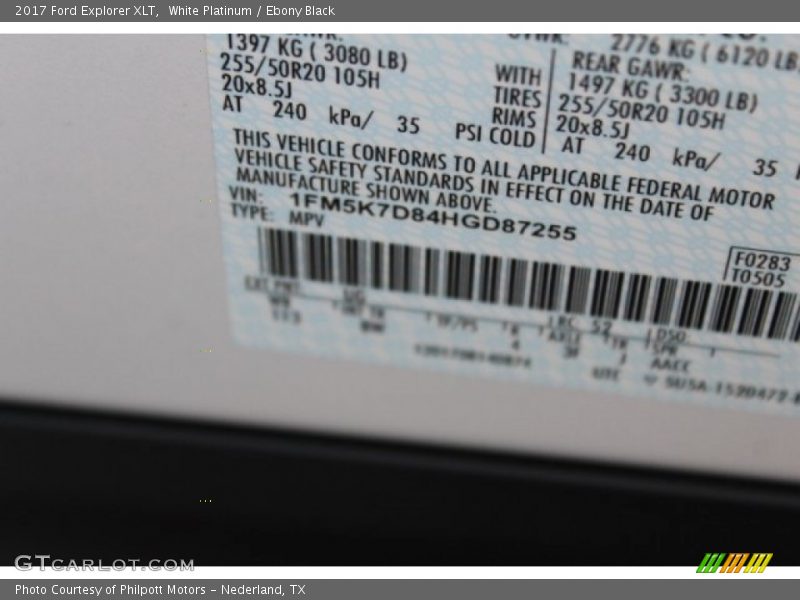 2017 Ford Explorer XLT, White Platinum / Ebony Black
1397 KG ( 3080 LB)
255/50R20 105H
20x8.5J
AT 240 kPa/ 35 PSI COLD
WITH
TIRES
RIMS
2776 KG ( 6120 LB
REAR GAWR:
1497 KG ( 3300 LB)
255/50R20 105H
20x8.5J
AT 240 kPa/ 35
THIS VEHICLE CONFORMS TO ALL APPLICABLE FEDERAL MOTOR
VEHICLE SAFETY STANDARDS IN EFFECT ON THE DATE OF
MANUFACTURE SHOWN ABOVE.
VIN: 1FM5K7D84HGD87255
TYPE: MPV
F0283
T0505
GTCARLOT.COM
Photo Courtesy of Philpott Motors - Nederland, TX